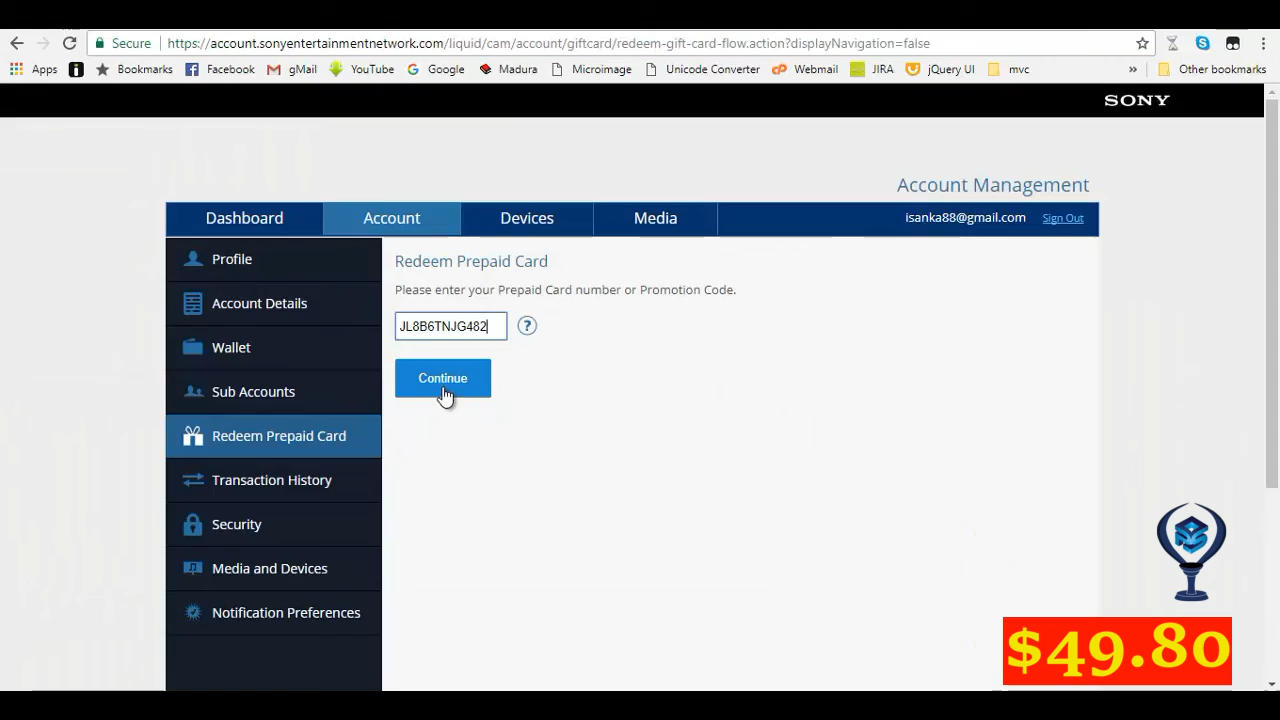 Secure https://account.sonyentertainmentnetwork.com/liquid/cam/account/giftcard/redeem-gift-card-flow.action?displayNavigation=false
Apps Bookmarks Facebook gMail YouTube Google Madura Microimage Unicode Converter Webmail JIRA jQuery UI mvc » Other bookmarks
SONY
Account Management
Dashboard Account Devices Media isanka88@gmail.com Sign Out
Profile
Account Details
Wallet
Sub Accounts
Redeem Prepaid Card
Transaction History
Security
Media and Devices
Notification Preferences
Redeem Prepaid Card
Please enter your Prepaid Card number or Promotion Code.
JL8B6TNJG482 ?
Continue
$49.80